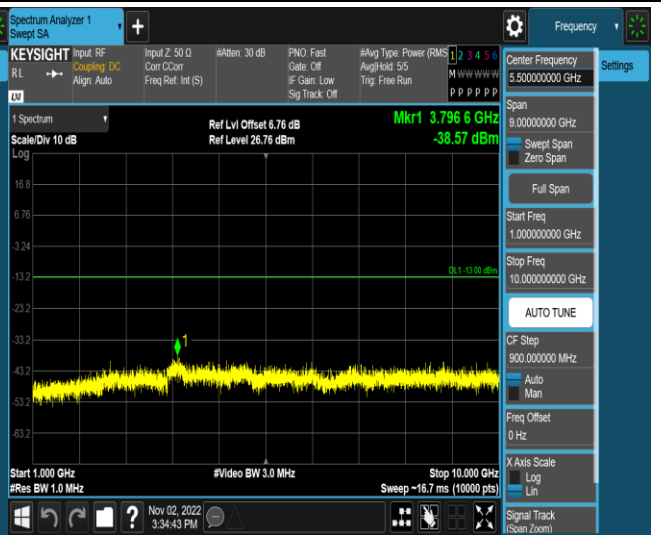 Spectrum Analyzer 1
Swept SA
Frequency
KEYSIGHT
RL
LXI
Input: RF
Coupling: DC
Align: Auto
Input Z: 50 Ω
Corr CCorr
Freq Ref: Int (S)
#Atten: 30 dB
PNO: Fast
Gate: Off
IF Gain: Low
Sig Track: Off
#Avg Type: Power (RMS
Avg|Hold: 5/5
Trig: Free Run
1 2 3 4 5 6
M W W W W W
P P P P P P
Center Frequency
5.500000000 GHz
Settings
Span
9.00000000 GHz
Swept Span
Zero Span
Full Span
Start Freq
1.000000000 GHz
Stop Freq
10.000000000 GHz
AUTO TUNE
CF Step
900.000000 MHz
Auto
Man
Freq Offset
0 Hz
X Axis Scale
Log
Lin
Signal Track
(Span Zoom)
1 Spectrum
Scale/Div 10 dB
Log
Ref Lvl Offset 6.76 dB
Ref Level 26.76 dBm
Mkr1 3.796 6 GHz
-38.57 dBm
16.8
6.76
-3.24
-13.2
DL1 -13.00 dBm
-23.2
-33.2
1
-43.2
-53.2
-63.2
Start 1.000 GHz
#Video BW 3.0 MHz
Stop 10.000 GHz
#Res BW 1.0 MHz
Sweep ~16.7 ms (10000 pts)
?
Nov 02, 2022
3:34:43 PM